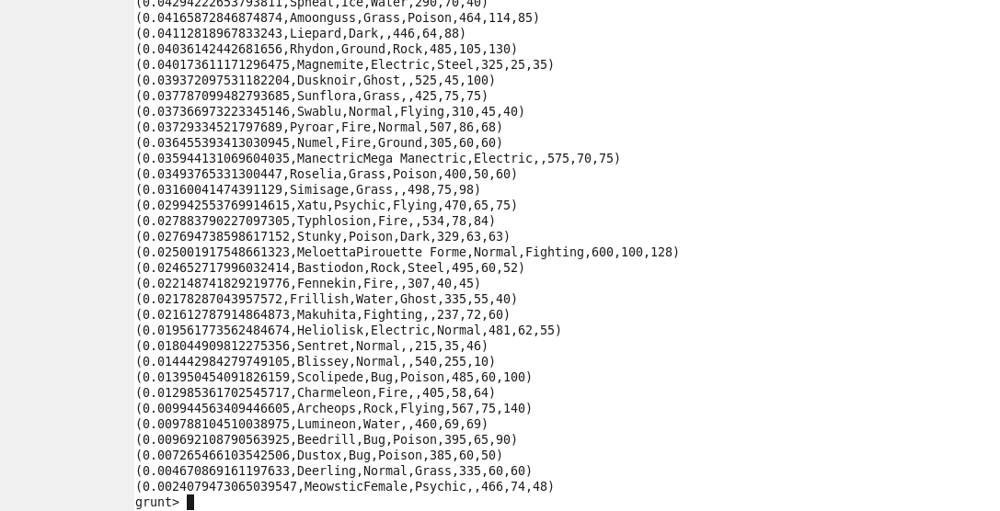 (0.04294222653793811,Spheal,Ice,Water,290,70,40)
(0.04165872846874874,Amoonguss,Grass,Poison,464,114,85)
(0.04112818967833243,Liepard,Dark,,446,64,88)
(0.04036142442681656,Rhydon,Ground,Rock,485,105,130)
(0.040173611171296475,Magnemite,Electric,Steel,325,25,35)
(0.039372097531182204,Dusknoir,Ghost,,525,45,100)
(0.037787099482793685,Sunflora,Grass,,425,75,75)
(0.037366973223345146,Swablu,Normal,Flying,310,45,40)
(0.03729334521797689,Pyroar,Fire,Normal,507,86,68)
(0.036455393413030945,Numel,Fire,Ground,305,60,60)
(0.035944131069604035,ManectricMega Manectric,Electric,,575,70,75)
(0.03493765331300447,Roselia,Grass,Poison,400,50,60)
(0.03160041474391129,Simisage,Grass,,498,75,98)
(0.029942553769914615,Xatu,Psychic,Flying,470,65,75)
(0.027883790227097305,Typhlosion,Fire,,534,78,84)
(0.027694738598617152,Stunky,Poison,Dark,329,63,63)
(0.025001917548661323,MeloettaPirouette Forme,Normal,Fighting,600,100,128)
(0.024652717996032414,Bastiodon,Rock,Steel,495,60,52)
(0.022148741829219776,Fennekin,Fire,,307,40,45)
(0.02178287043957572,Frillish,Water,Ghost,335,55,40)
(0.021612787914864873,Makuhita,Fighting,,237,72,60)
(0.019561773562484674,Heliolisk,Electric,Normal,481,62,55)
(0.018044909812275356,Sentret,Normal,,215,35,46)
(0.014442984279749105,Blissey,Normal,,540,255,10)
(0.013950454091826159,Scolipede,Bug,Poison,485,60,100)
(0.012985361702545717,Charmeleon,Fire,,405,58,64)
(0.009944563409446605,Archeops,Rock,Flying,567,75,140)
(0.009788104510038975,Lumineon,Water,,460,69,69)
(0.009692108790563925,Beedrill,Bug,Poison,395,65,90)
(0.007265466103542506,Dustox,Bug,Poison,385,60,50)
(0.004670869161197633,Deerling,Normal,Grass,335,60,60)
(0.0024079473065039547,MeowsticFemale,Psychic,,466,74,48)
grunt>